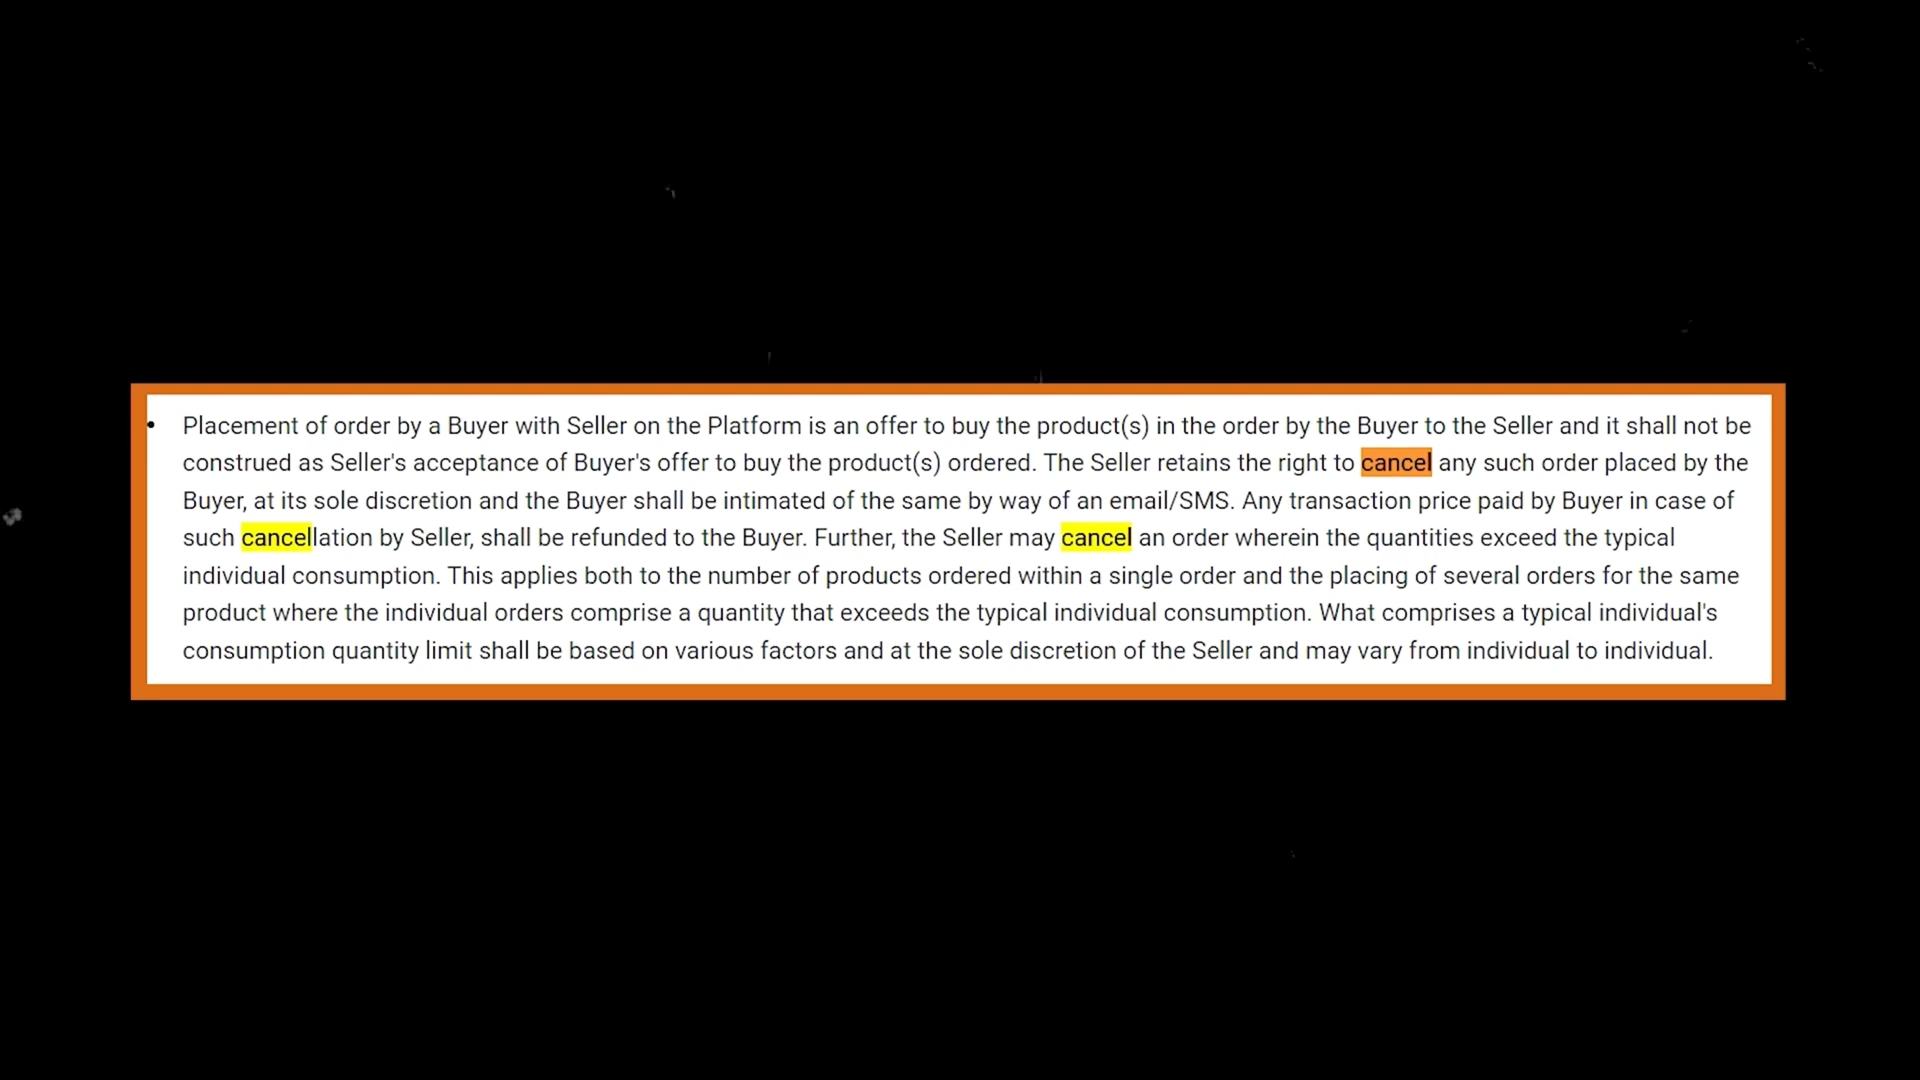 • Placement of order by a Buyer with Seller on the Platform is an offer to buy the product(s) in the order by the Buyer to the Seller and it shall not be
construed as Seller's acceptance of Buyer's offer to buy the product(s) ordered. The Seller retains the right to cancel any such order placed by the
Buyer, at its sole discretion and the Buyer shall be intimated of the same by way of an email/SMS. Any transaction price paid by Buyer in case of
such cancellation by Seller, shall be refunded to the Buyer. Further, the Seller may cancel an order wherein the quantities exceed the typical
individual consumption. This applies both to the number of products ordered within a single order and the placing of several orders for the same
product where the individual orders comprise a quantity that exceeds the typical individual consumption. What comprises a typical individual's
consumption quantity limit shall be based on various factors and at the sole discretion of the Seller and may vary from individual to individual.